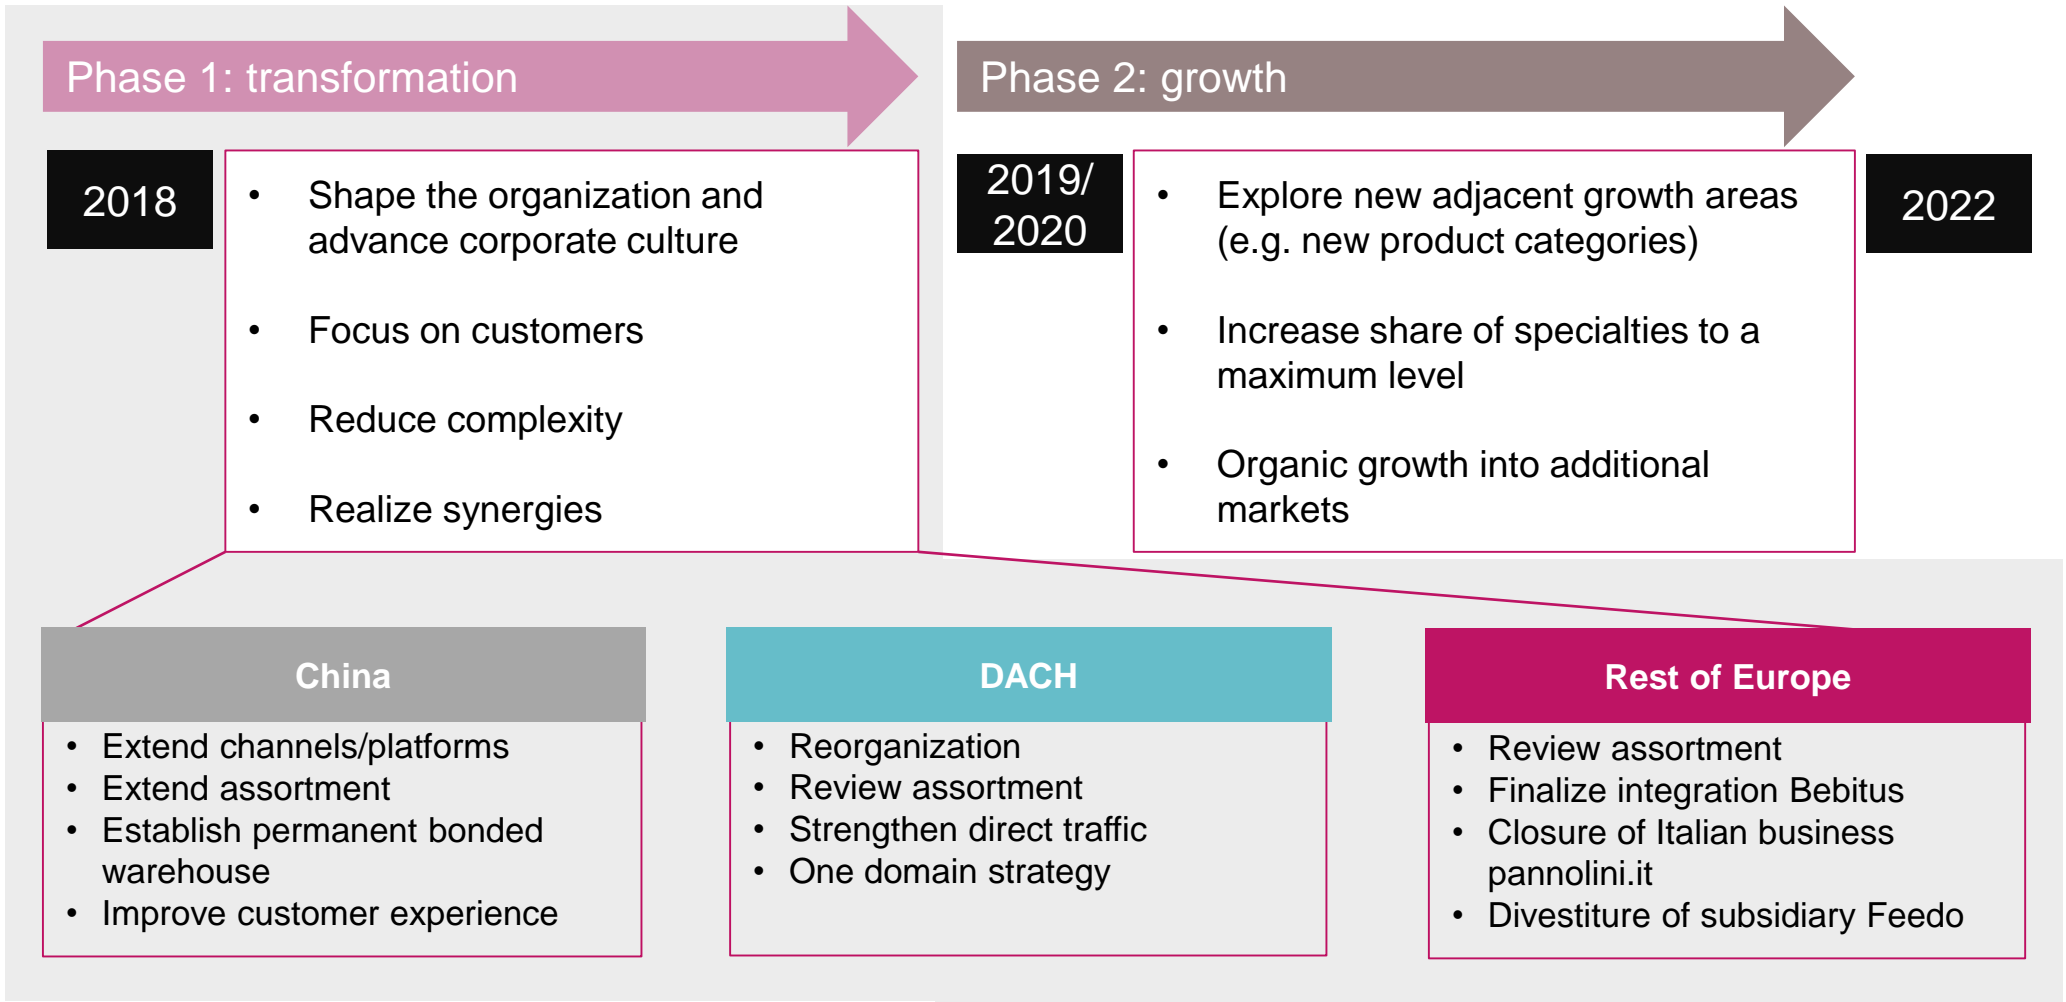 Phase 1: transformation
Phase 2: growth
2018
• Shape the organization and
advance corporate culture
• Focus on customers
• Reduce complexity
• Realize synergies
2019/
2020
• Explore new adjacent growth areas
(e.g. new product categories)
• Increase share of specialties to a
maximum level
• Organic growth into additional
markets
2022
China
• Extend channels/platforms
• Extend assortment
• Establish permanent bonded
warehouse
• Improve customer experience
DACH
• Reorganization
• Review assortment
• Strengthen direct traffic
• One domain strategy
Rest of Europe
• Review assortment
• Finalize integration Bebitus
• Closure of Italian business
pannolini.it
• Divestiture of subsidiary Feedo